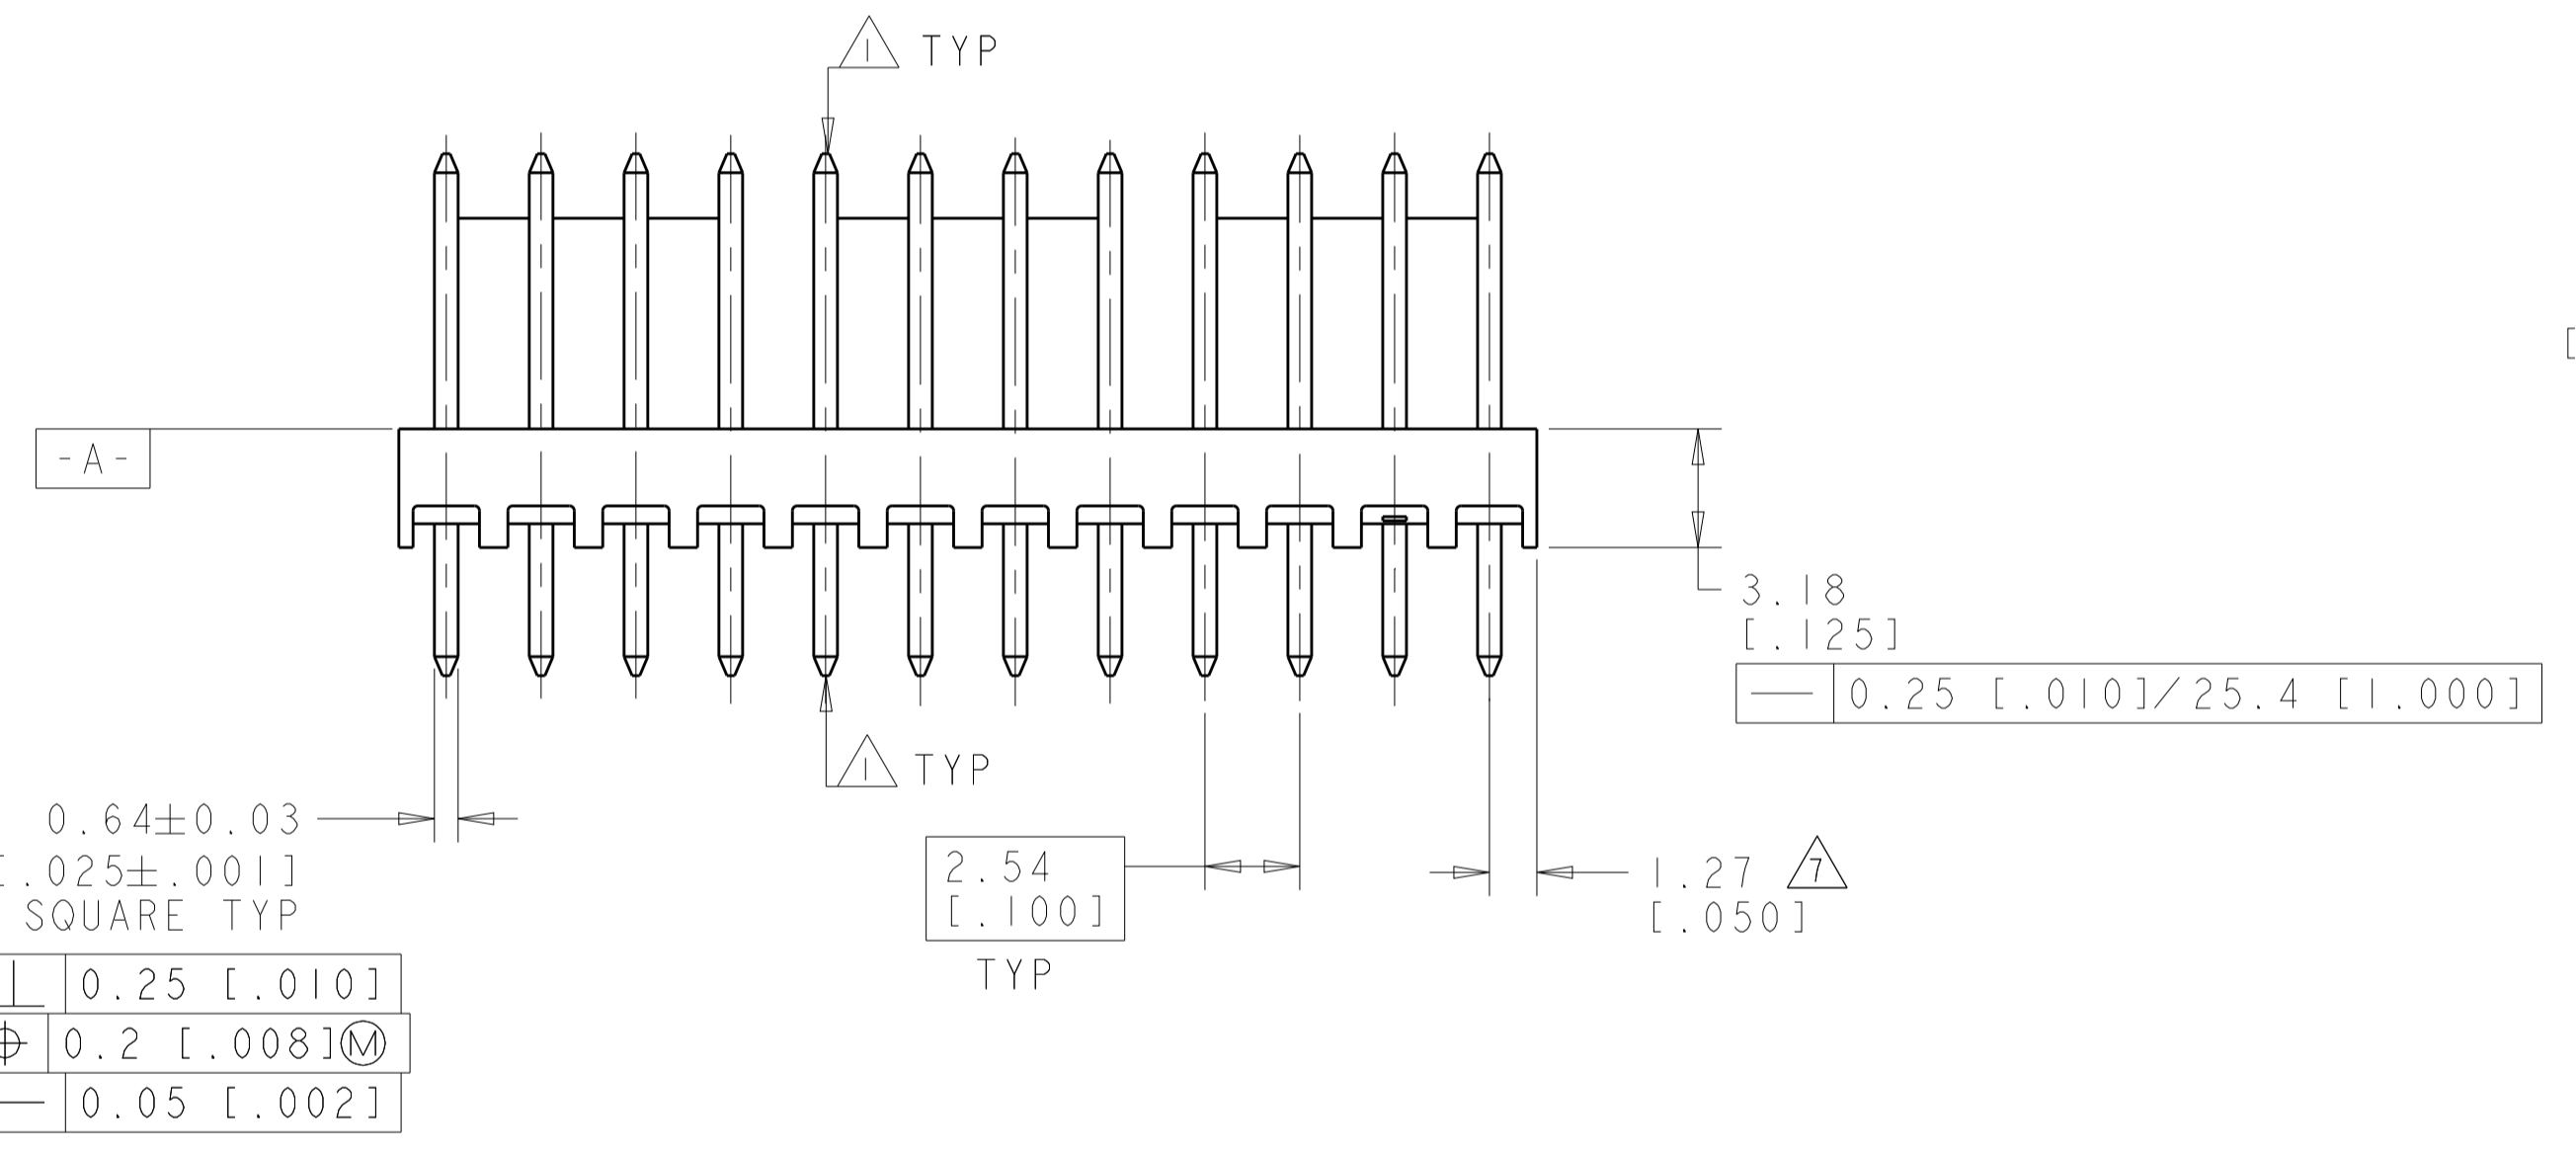 1 TYP
-A-
3.18
[.125]
0.25 [.010]/25.4 [1.000]
1 TYP
0.64±0.03
[.025±.001]
SQUARE TYP
2.54
[.100]
TYP
1.27 7
[.050]
0.25 [.010]
0.2 [.008]Ⓜ
0.05 [.002]